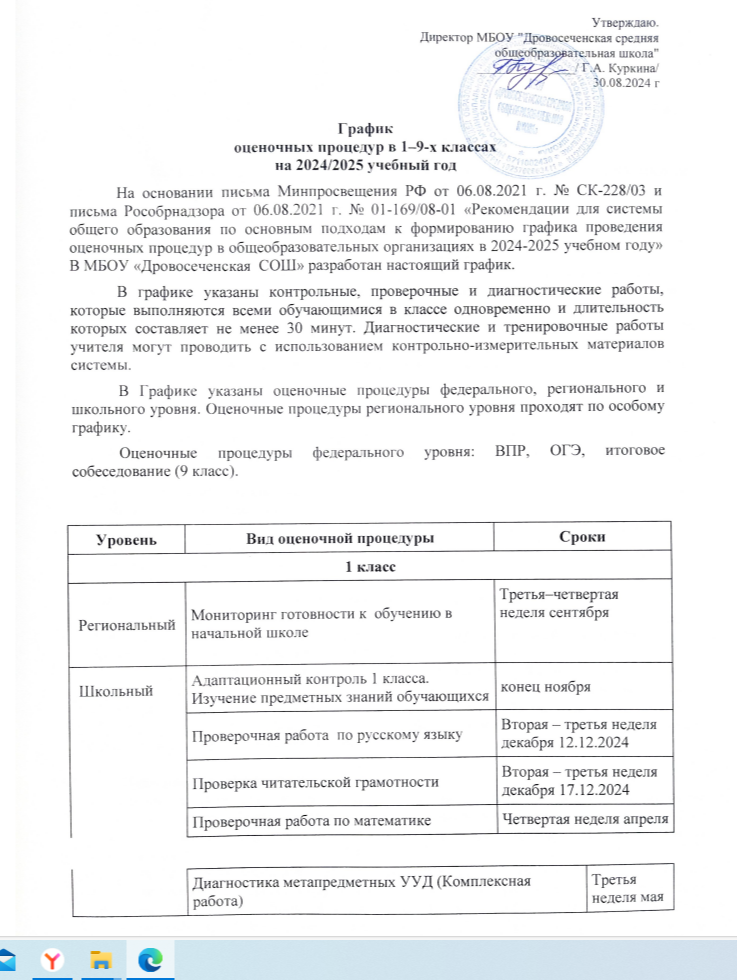 Утверждаю.
Директор МБОУ "Дровосеченская средняя
общеобразовательная школа"
/ Г.А. Куркина/
30.08.2024 г
График
оценочных процедур в 1–9-х классах
на 2024/2025 учебный год
На основании письма Минпросвещения РФ от 06.08.2021 г. № СК-228/03 и
письма Рособрнадзора от 06.08.2021 г. № 01-169/08-01 «Рекомендации для системы
общего образования по основным подходам к формированию графика проведения
оценочных процедур в общеобразовательных организациях в 2024-2025 учебном году»
В МБОУ «Дровосеченская СОШ» разработан настоящий график.
В графике указаны контрольные, проверочные и диагностические работы,
которые выполняются всеми обучающимися в классе одновременно и длительность
которых составляет не менее 30 минут. Диагностические и тренировочные работы
учителя могут проводить с использованием контрольно-измерительных материалов
системы.
В Графике указаны оценочные процедуры федерального, регионального и
школьного уровня. Оценочные процедуры регионального уровня проходят по особому
графику.
Оценочные процедуры федерального уровня: ВПР, ОГЭ, итоговое
собеседование (9 класс).
Уровень Вид оценочной процедуры Сроки
1 класс
Региональный
Мониторинг готовности к обучению в
начальной школе
Третья–четвертая
неделя сентября
Школьный
Адаптационный контроль 1 класса.
Изучение предметных знаний обучающихся
конец ноября
Проверочная работа по русскому языку
Вторая – третья неделя
декабря 12.12.2024
Проверка читательской грамотности
Вторая – третья неделя
декабря 17.12.2024
Проверочная работа по математике
Четвертая неделя апреля
Диагностика метапредметных УУД (Комплексная
работа)
Третья
неделя мая